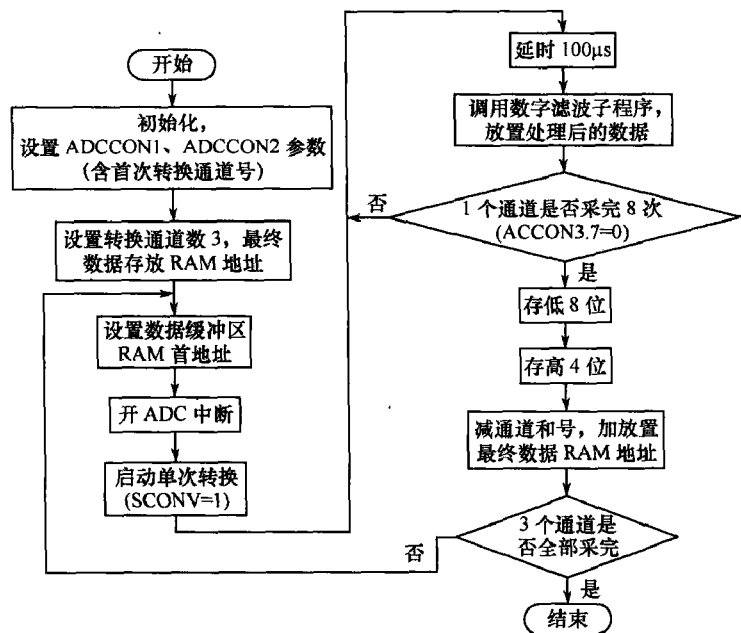 开始
初始化，
设置 ADCCON1、ADCCON2 参数
(含首次转换通道号)
设置转换通道数 3，最终
数据存放 RAM 地址
设置数据缓冲区
RAM 首地址
开 ADC 中断
启动单次转换
(SCONV=1)
延时 100μs
调用数字滤波子程序，
放置处理后的数据
否
1 个通道是否采完 8 次
(ACCON3.7=0)
是
存低 8 位
存高 4 位
减通道和号，加放置
最终数据 RAM 地址
否
3 个通道是
否全部采完
是
结束